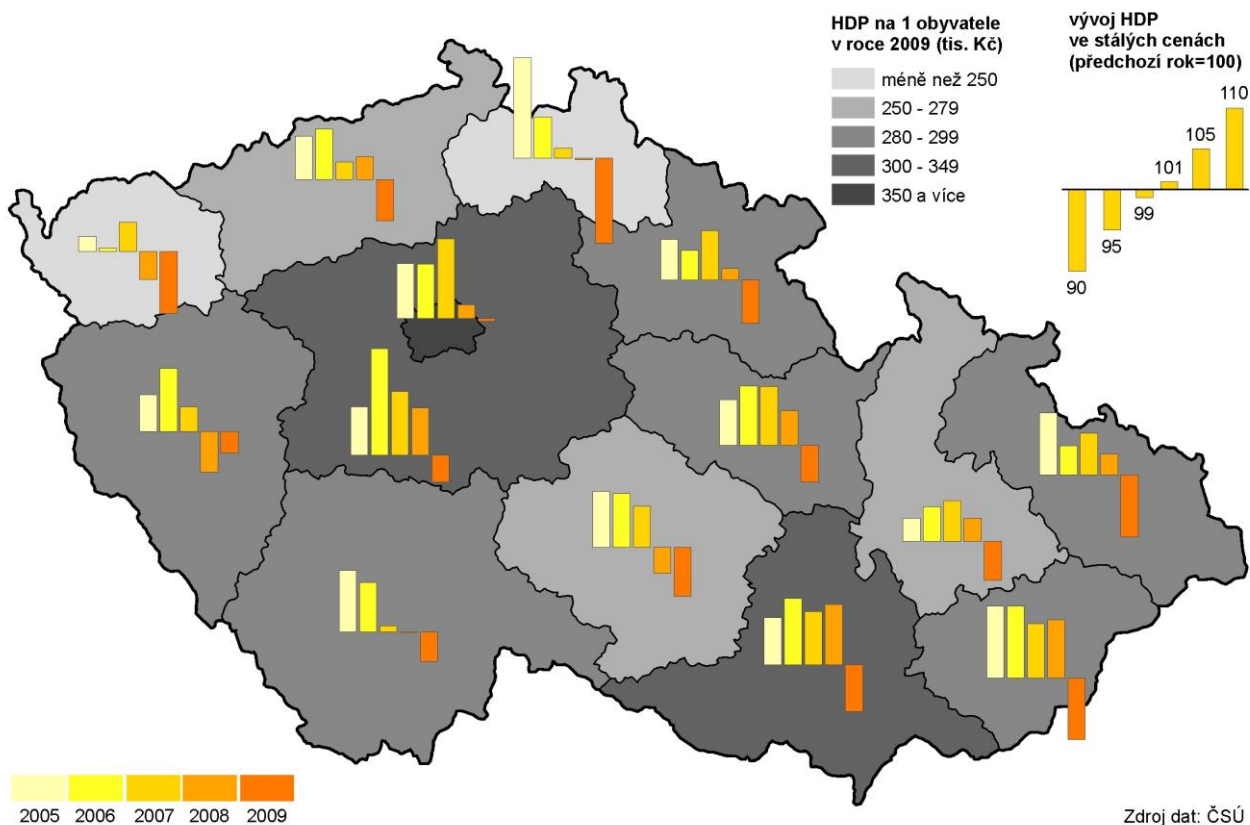 HDP na 1 obyvatele
v roce 2009 (tis. Kč)
méně než 250
250 - 279
280 - 299
300 - 349
350 a více
vývoj HDP
ve stálých cenách
(předchozí rok=100)
110
105
101
99
95
90
2005 2006 2007 2008 2009
Zdroj dat: ČSÚ